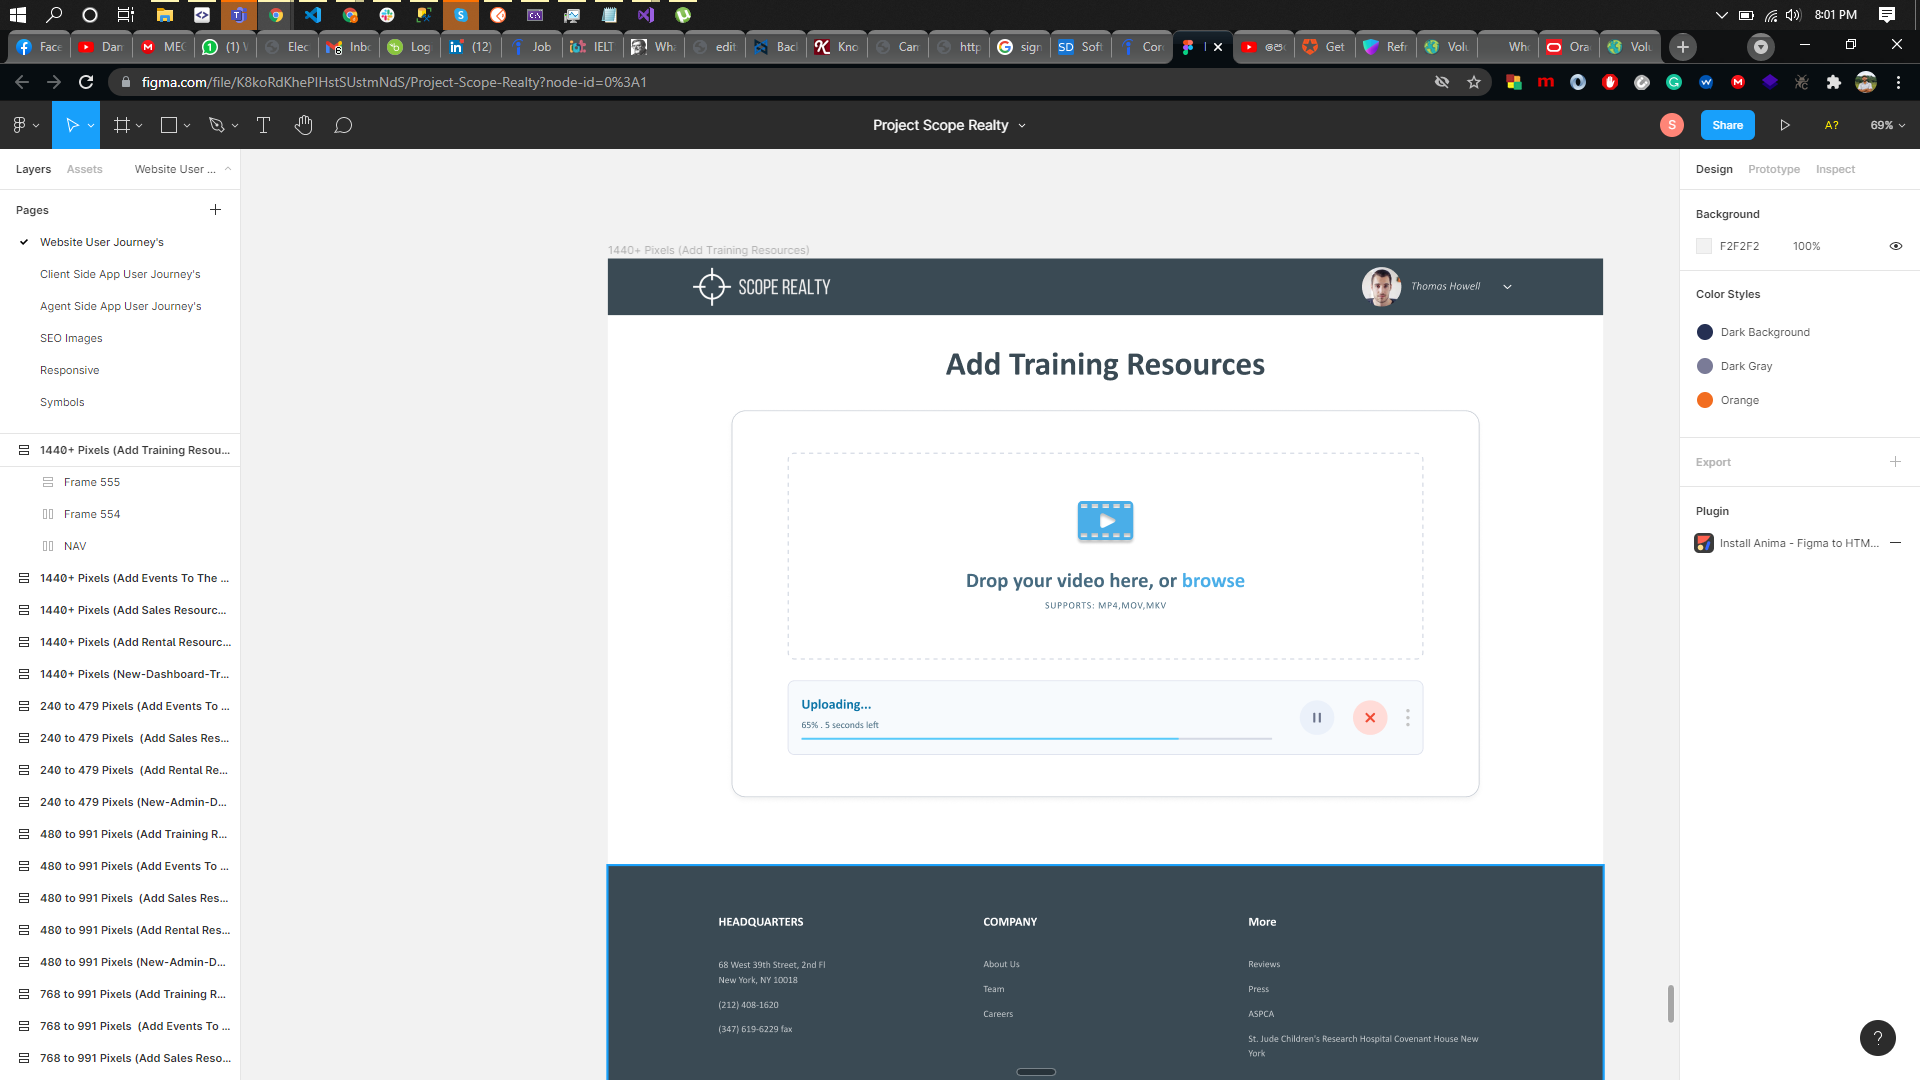 8:01 PM
Face
Dan
MEC
(1)
Elec
Inbo
Log
(12)
Job
IELT
Wha
edit
Back
Kno
Can
http
sign
Soft
Con
Get
Refr
Volu
Who
Ora
Volu
figma.com/file/K8koRdKhePlHstSUstmNdS/Project-Scope-Realty?node-id=0%3A1
Project Scope Realty
S
Share
A?
69%
Layers
Assets
Website User ...
Pages
Website User Journey's
Client Side App User Journey's
Agent Side App User Journey's
SEO Images
Responsive
Symbols
1440+ Pixels (Add Training Resou...
Frame 555
Frame 554
NAV
1440+ Pixels (Add Events To The ...
1440+ Pixels (Add Sales Resourc...
1440+ Pixels (Add Rental Resourc...
1440+ Pixels (New-Dashboard-Tr...
240 to 479 Pixels (Add Events To ...
240 to 479 Pixels (Add Sales Res...
240 to 479 Pixels (Add Rental Re...
240 to 479 Pixels (New-Admin-D...
480 to 991 Pixels (Add Training R...
480 to 991 Pixels (Add Events To ...
480 to 991 Pixels (Add Sales Res...
480 to 991 Pixels (Add Rental Res...
480 to 991 Pixels (New-Admin-D...
768 to 991 Pixels (Add Training R...
768 to 991 Pixels (Add Events To ...
768 to 991 Pixels (Add Sales Reso...
1440+ Pixels (Add Training Resources)
SCOPE REALTY
Thomas Howell
Add Training Resources
Drop your video here, or browse
SUPPORTS: MP4,MOV,MKV
Uploading...
65% . 5 seconds left
HEADQUARTERS
68 West 39th Street, 2nd Fl
New York, NY 10018
(212) 408-1620
(347) 619-6229 fax
COMPANY
About Us
Team
Careers
More
Reviews
Press
ASPCA
St. Jude Children's Research Hospital Covenant House New
York
Design
Prototype
Inspect
Background
F2F2F2
100%
Color Styles
Dark Background
Dark Gray
Orange
Export
Plugin
Install Anima - Figma to HTM...
?